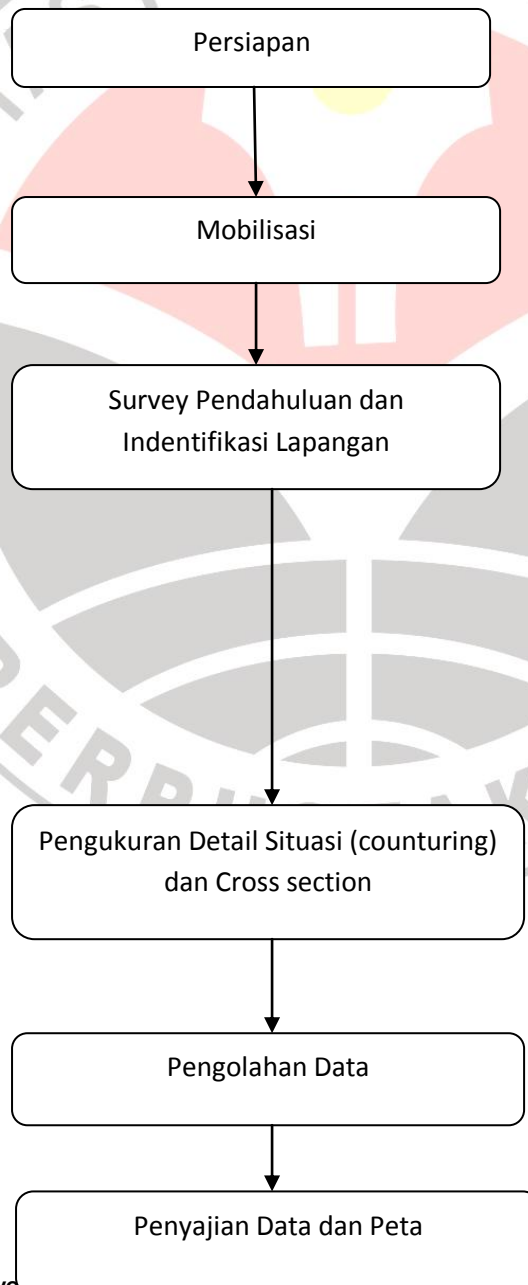 Persiapan
Mobilisasi
Survey Pendahuluan dan
Indentifikasi Lapangan
Pengukuran Detail Situasi (counturing)
dan Cross section
Pengolahan Data
Penyajian Data dan Peta